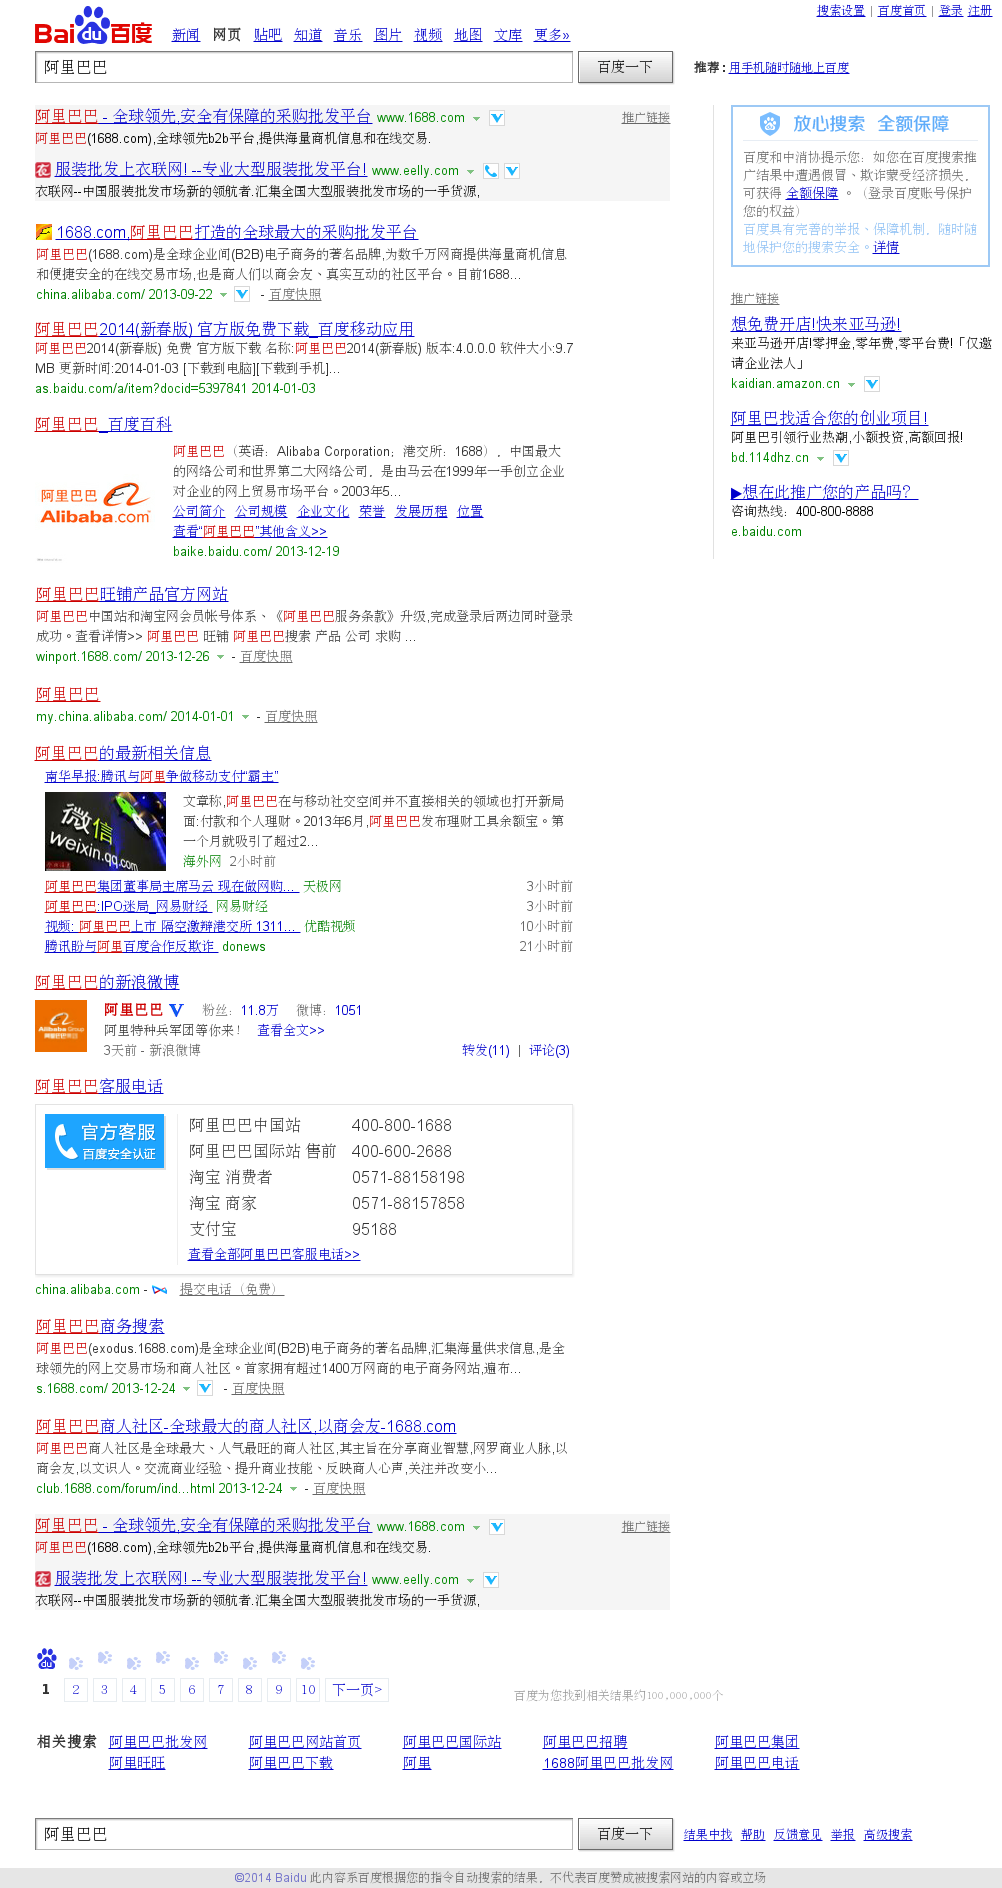 搜索设置 | 百度首页 | 登录 注册
Bai du 百度
新闻 网页 贴吧 知道 音乐 图片 视频 地图 文库 更多»
阿里巴巴 百度一下 推荐：用手机随时随地上百度
阿里巴巴 - 全球领先,安全有保障的采购批发平台 www.1688.com 推广链接
阿里巴巴(1688.com),全球领先b2b平台,提供海量商机信息和在线交易.
服装批发上衣联网! --专业大型服装批发平台! www.eelly.com
衣联网--中国服装批发市场新的领航者.汇集全国大型服装批发市场的一手货源,
1688.com,阿里巴巴打造的全球最大的采购批发平台
阿里巴巴(1688.com)是全球企业间(B2B)电子商务的著名品牌,为数千万网商提供海量商机信息
和便捷安全的在线交易市场,也是商人们以商会友、真实互动的社区平台。目前1688...
china.alibaba.com/ 2013-09-22 - 百度快照
阿里巴巴2014(新春版) 官方版免费下载_百度移动应用
阿里巴巴2014(新春版) 免费 官方版下载 名称:阿里巴巴2014(新春版) 版本:4.0.0.0 软件大小:9.7
MB 更新时间:2014-01-03 [下载到电脑][下载到手机]...
as.baidu.com/a/item?docid=5397841 2014-01-03
阿里巴巴_百度百科
阿里巴巴
Alibaba.com
阿里巴巴（英语：Alibaba Corporation；港交所：1688），中国最大
的网络公司和世界第二大网络公司，是由马云在1999年一手创立企业
对企业的网上贸易市场平台。2003年5...
公司简介 公司规模 企业文化 荣誉 发展历程 位置
查看“阿里巴巴”其他含义>>
baike.baidu.com/ 2013-12-19
阿里巴巴旺铺产品官方网站
阿里巴巴中国站和淘宝网会员帐号体系、《阿里巴巴服务条款》升级,完成登录后两边同时登录
成功。查看详情>> 阿里巴巴 旺铺 阿里巴巴搜索 产品 公司 求购 ...
winport.1688.com/ 2013-12-26 - 百度快照
阿里巴巴
my.china.alibaba.com/ 2014-01-01 - 百度快照
阿里巴巴的最新相关信息
南华早报:腾讯与阿里争做移动支付“霸主”
微信
weixin.qq.com
文章称,阿里巴巴在与移动社交空间并不直接相关的领域也打开新局
面:付款和个人理财。2013年6月,阿里巴巴发布理财工具余额宝。第
一个月就吸引了超过2...
海外网 2小时前
阿里巴巴集团董事局主席马云 现在做网购... 天极网 3小时前
阿里巴巴:IPO迷局_网易财经 网易财经 3小时前
视频: 阿里巴巴上市 隔空激辩港交所 1311... 优酷视频 10小时前
腾讯盼与阿里百度合作反欺诈 donews 21小时前
阿里巴巴的新浪微博
Alibaba Group
阿里巴巴集团
阿里巴巴 粉丝：11.8万 微博：1051
阿里特种兵军团等你来！ 查看全文>>
3天前 - 新浪微博 转发(11) | 评论(3)
阿里巴巴客服电话
官方客服
百度安全认证
阿里巴巴中国站 400-800-1688
阿里巴巴国际站 售前 400-600-2688
淘宝 消费者 0571-88158198
淘宝 商家 0571-88157858
支付宝 95188
查看全部阿里巴巴客服电话>>
china.alibaba.com - 提交电话（免费）
阿里巴巴商务搜索
阿里巴巴(exodus.1688.com)是全球企业间(B2B)电子商务的著名品牌,汇集海量供求信息,是全
球领先的网上交易市场和商人社区。首家拥有超过1400万网商的电子商务网站,遍布...
s.1688.com/ 2013-12-24 - 百度快照
阿里巴巴商人社区-全球最大的商人社区,以商会友-1688.com
阿里巴巴商人社区是全球最大、人气最旺的商人社区,其主旨在分享商业智慧,网罗商业人脉,以
商会友,以文识人。交流商业经验、提升商业技能、反映商人心声,关注并改变小...
club.1688.com/forum/ind...html 2013-12-24 - 百度快照
阿里巴巴 - 全球领先,安全有保障的采购批发平台 www.1688.com 推广链接
阿里巴巴(1688.com),全球领先b2b平台,提供海量商机信息和在线交易.
服装批发上衣联网! --专业大型服装批发平台! www.eelly.com
衣联网--中国服装批发市场新的领航者.汇集全国大型服装批发市场的一手货源,
放心搜索 全额保障
百度和中消协提示您：如您在百度搜索推
广结果中遭遇假冒、欺诈蒙受经济损失，
可获得 全额保障 。（登录百度账号保护
您的权益）
百度具有完善的举报、保障机制，随时随
地保护您的搜索安全。详情
推广链接
想免费开店!快来亚马逊!
来亚马逊开店!零押金,零年费,零平台费!「仅邀
请企业法人」
kaidian.amazon.cn
阿里巴找适合您的创业项目!
阿里巴引领行业热潮,小额投资,高额回报!
bd.114dhz.cn
▶想在此推广您的产品吗？
咨询热线：400-800-8888
e.baidu.com
1 2 3 4 5 6 7 8 9 10 下一页> 百度为您找到相关结果约100,000,000个
相关搜索 阿里巴巴批发网 阿里巴巴网站首页 阿里巴巴国际站 阿里巴巴招聘 阿里巴巴集团
阿里旺旺 阿里巴巴下载 阿里 1688阿里巴巴批发网 阿里巴巴电话
阿里巴巴 百度一下 结果中找 帮助 反馈意见 举报 高级搜索
©2014 Baidu 此内容系百度根据您的指令自动搜索的结果，不代表百度赞成被搜索网站的内容或立场